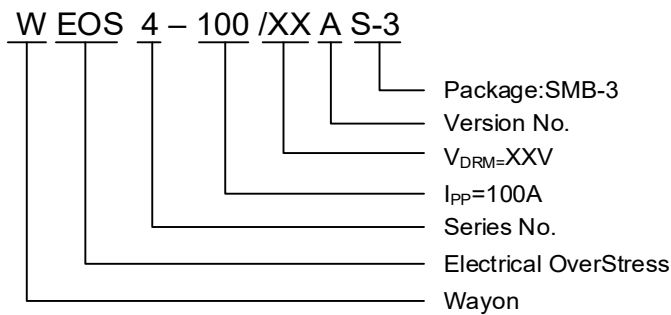 W EOS 4 – 100 /XX A S-3
Package:SMB-3
Version No.
VDRM=XXV
IPP=100A
Series No.
Electrical OverStress
Wayon